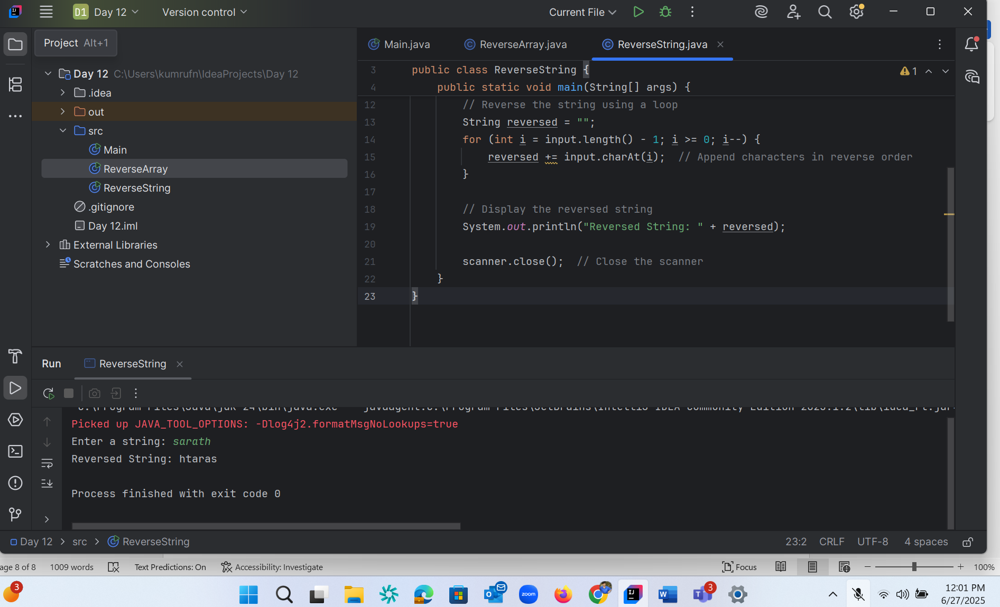 D1 Day 12 Version control Current File
Project Alt+1
Main.java ReverseArray.java ReverseString.java
Day 12 C:\Users\kumrufn\IdeaProjects\Day 12
.idea
out
src
Main
ReverseArray
ReverseString
.gitignore
Day 12.iml
External Libraries
Scratches and Consoles
1
3 public class ReverseString {
4 public static void main(String[] args) {
12 // Reverse the string using a loop
13 String reversed = "";
14 for (int i = input.length() - 1; i >= 0; i--) {
15 reversed += input.charAt(i);  // Append characters in reverse order
16 }
17
18 // Display the reversed string
19 System.out.println("Reversed String: " + reversed);
20
21 scanner.close();  // Close the scanner
22 }
23 }
Run ReverseString
Picked up JAVA_TOOL_OPTIONS: -Dlog4j2.formatMsgNoLookups=true
Enter a string: sarath
Reversed String: htaras
Process finished with exit code 0
Day 12 > src > ReverseString 23:2 CRLF UTF-8 4 spaces
age 8 of 8 1009 words Text Predictions: On Accessibility: Investigate Focus 100%
3 zoom 3 12:01 PM
6/27/2025